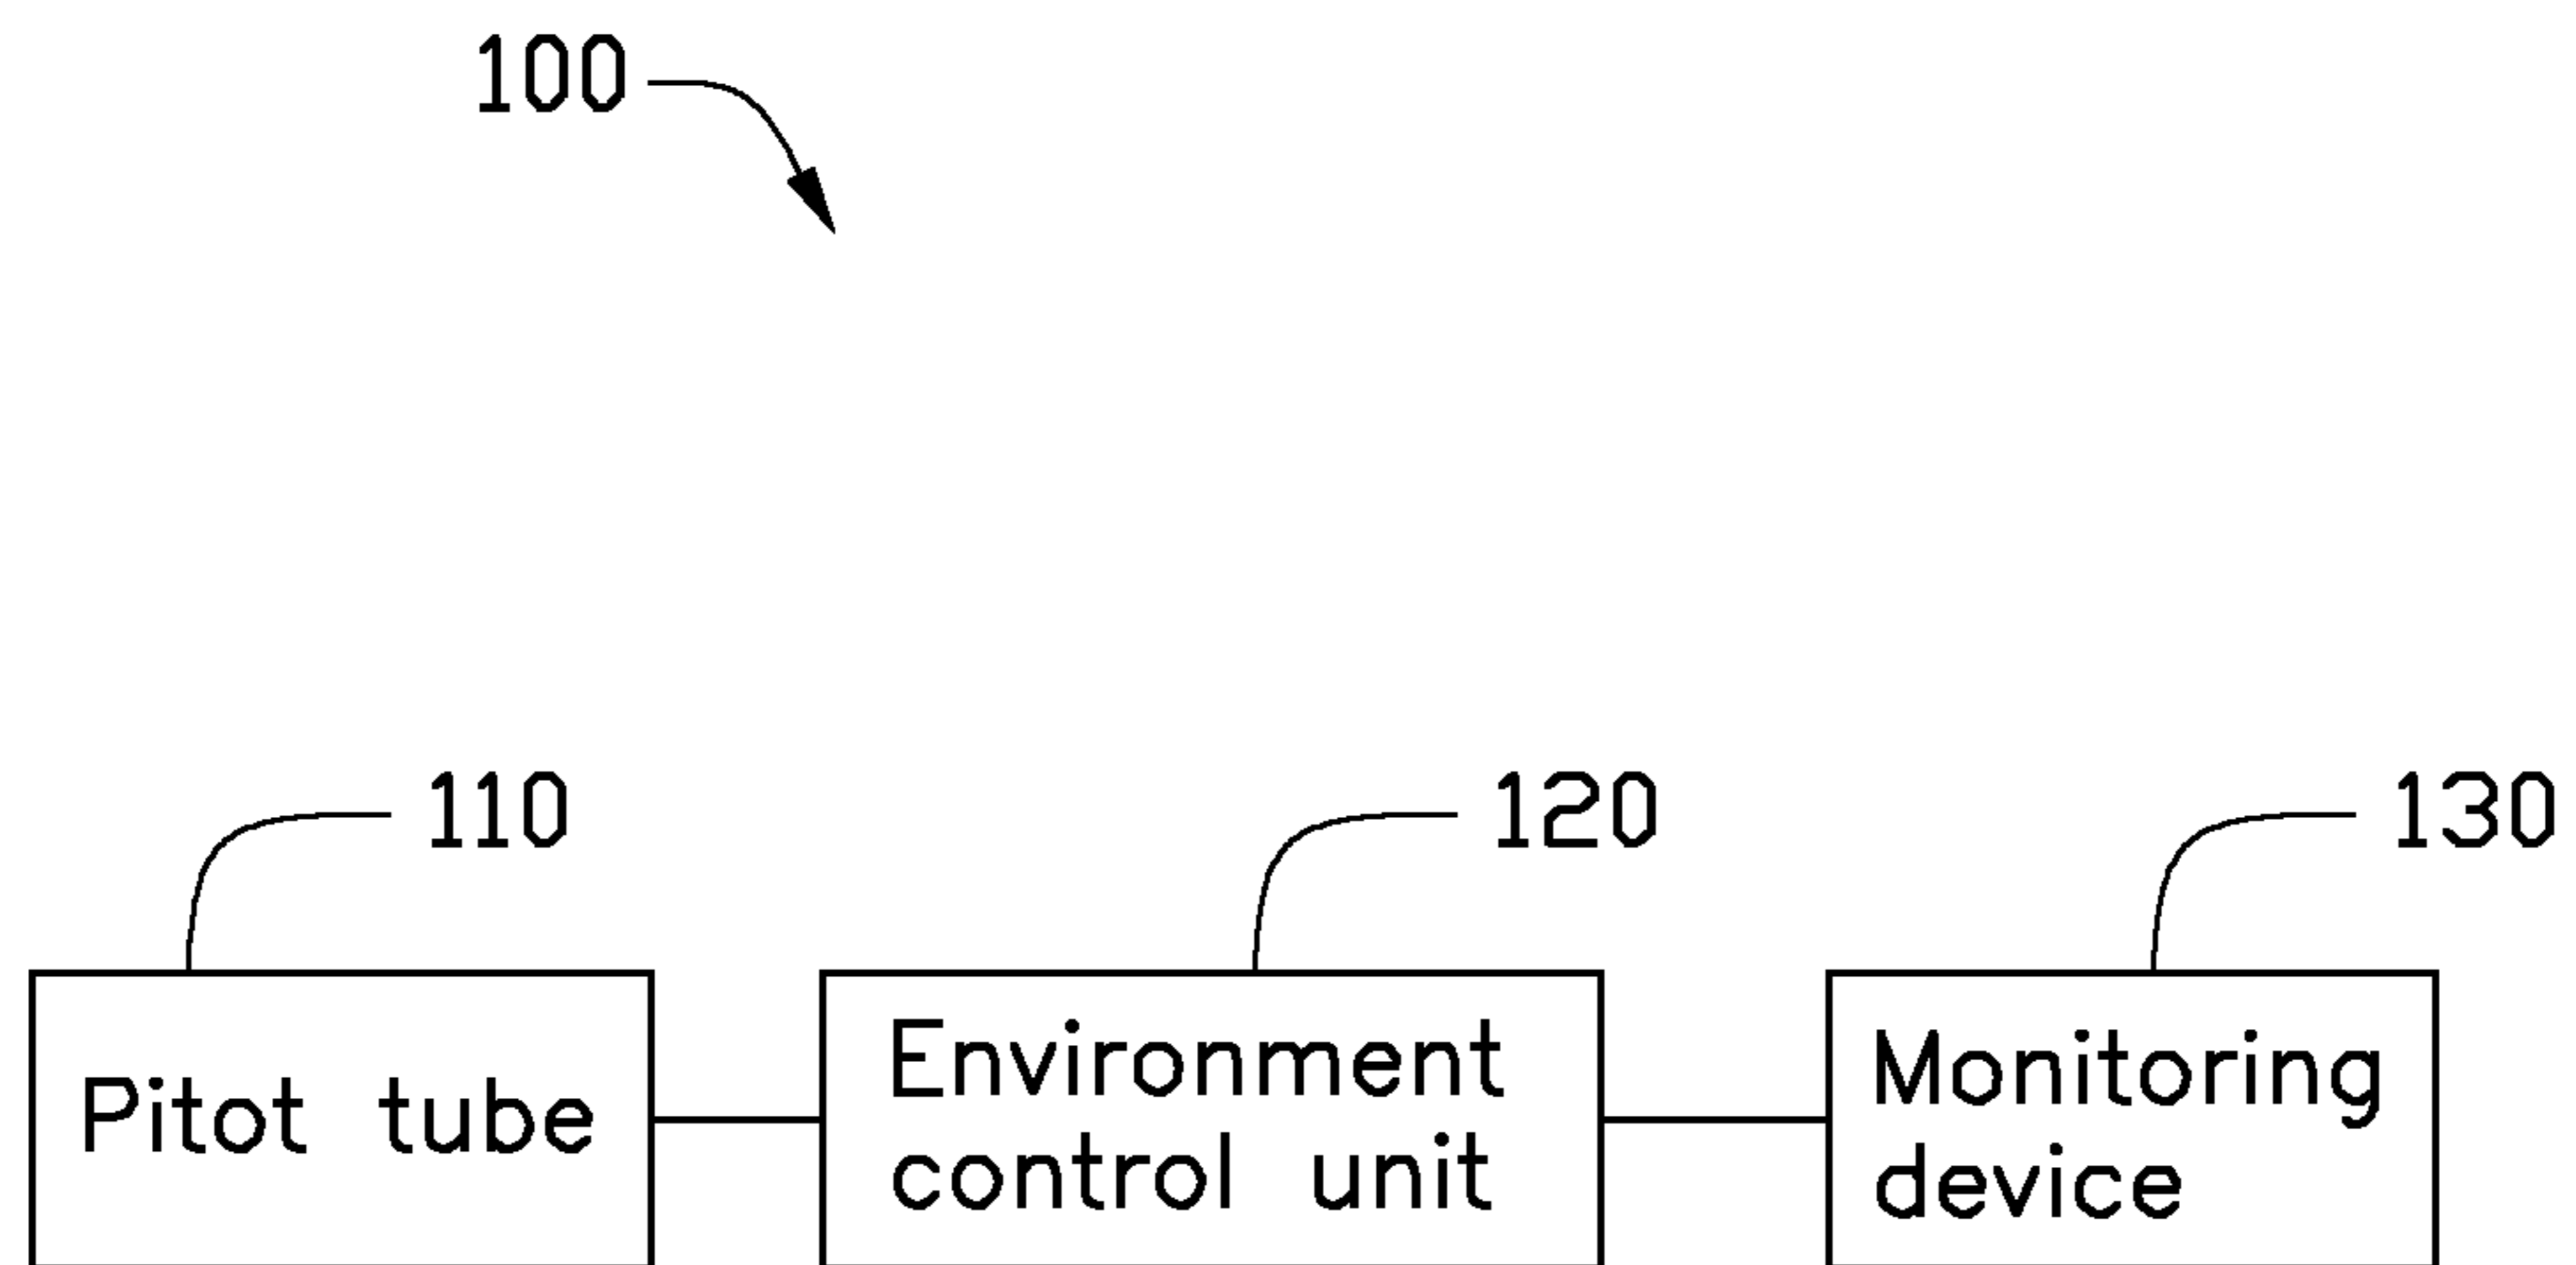 100
110
120
130
Pitot tube
Environment
control unit
Monitoring
device